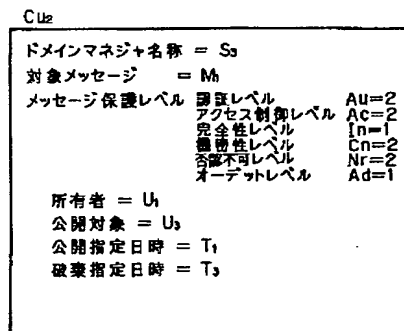 Cu₂
ドメインマネジャ名称 = S₃
対象メッセージ = M₁
メッセージ保護レベル 認証レベル Au=2
アクセス制御レベル Ac=2
完全性レベル In=1
機密性レベル Cn=2
否認不可レベル Nr=2
オーデットレベル Ad=1
所有者 = U₁
公開対象 = U₃
公開指定日時 = T₁
破棄指定日時 = T₃